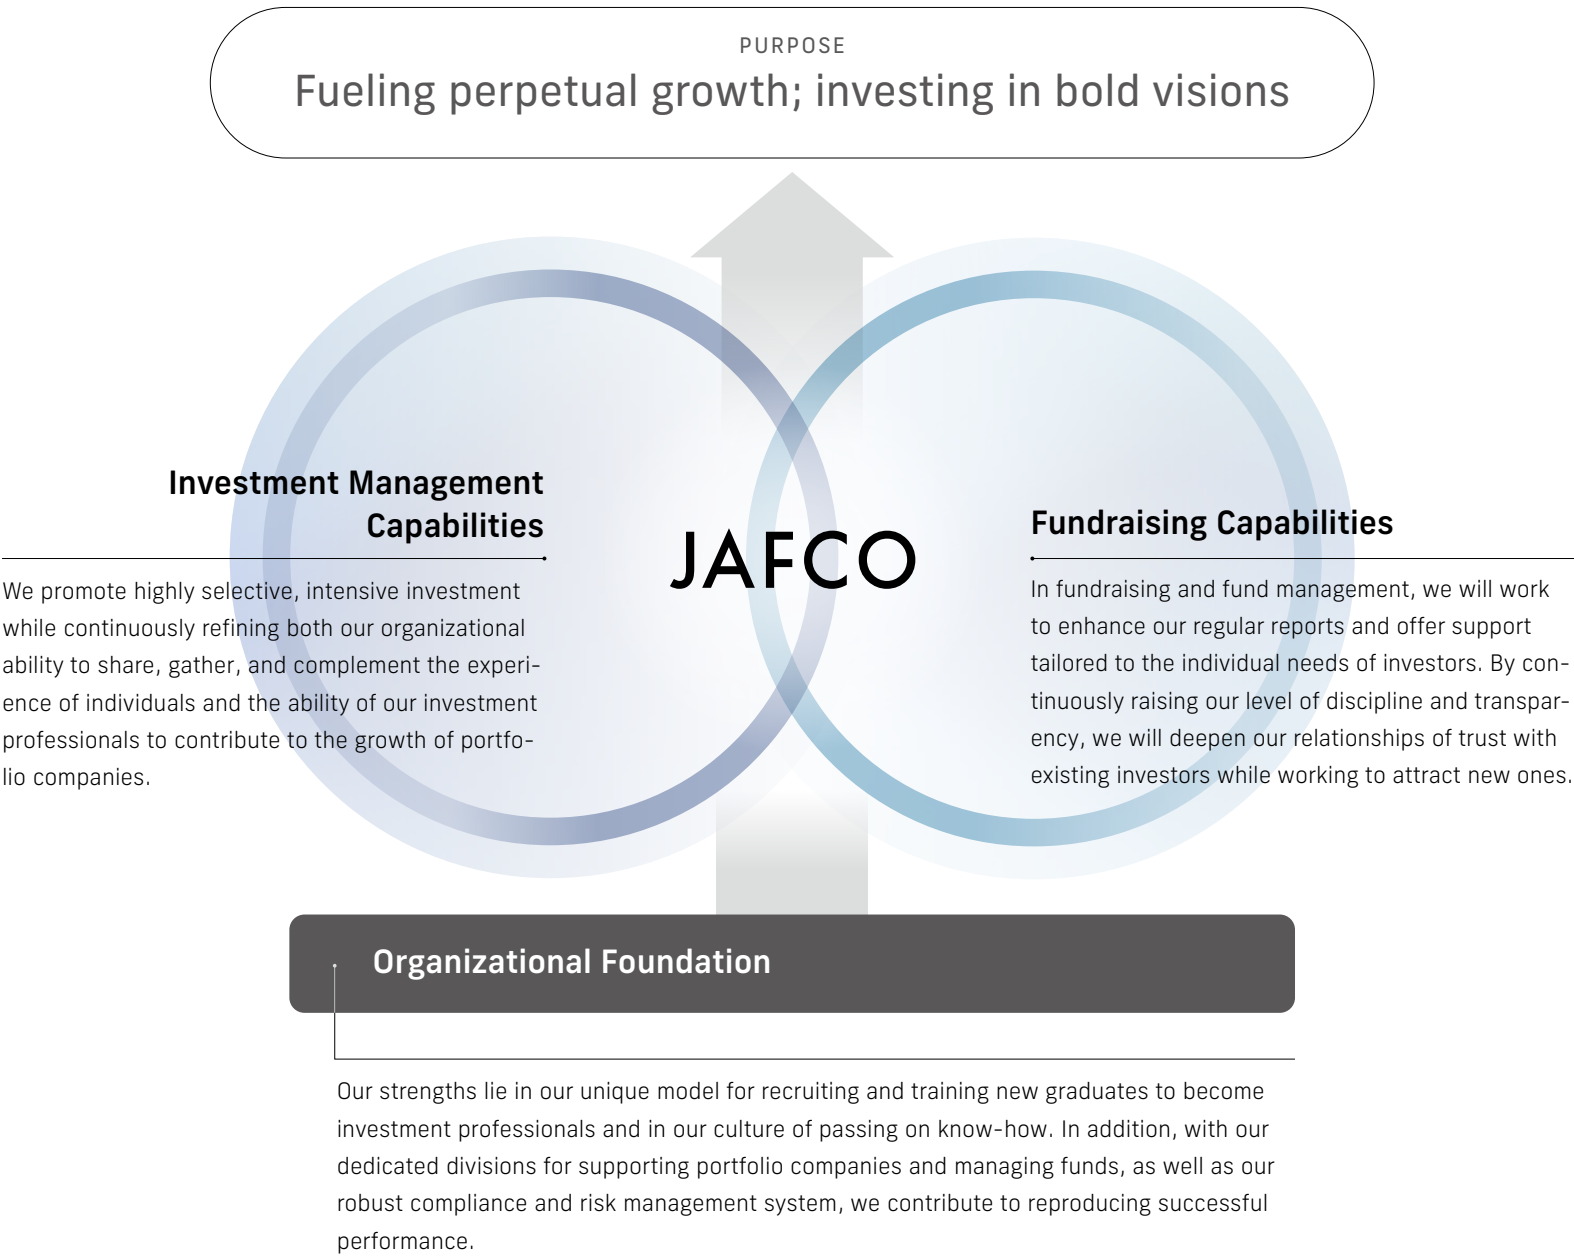 PURPOSE
Fueling perpetual growth; investing in bold visions
Investment Management
Capabilities
We promote highly selective, intensive investment
while continuously refining both our organizational
ability to share, gather, and complement the experi-
ence of individuals and the ability of our investment
professionals to contribute to the growth of portfo-
lio companies.
JAFCO
Fundraising Capabilities
In fundraising and fund management, we will work
to enhance our regular reports and offer support
tailored to the individual needs of investors. By con-
tinuously raising our level of discipline and transpar-
ency, we will deepen our relationships of trust with
existing investors while working to attract new ones.
Organizational Foundation
Our strengths lie in our unique model for recruiting and training new graduates to become
investment professionals and in our culture of passing on know-how. In addition, with our
dedicated divisions for supporting portfolio companies and managing funds, as well as our
robust compliance and risk management system, we contribute to reproducing successful
performance.